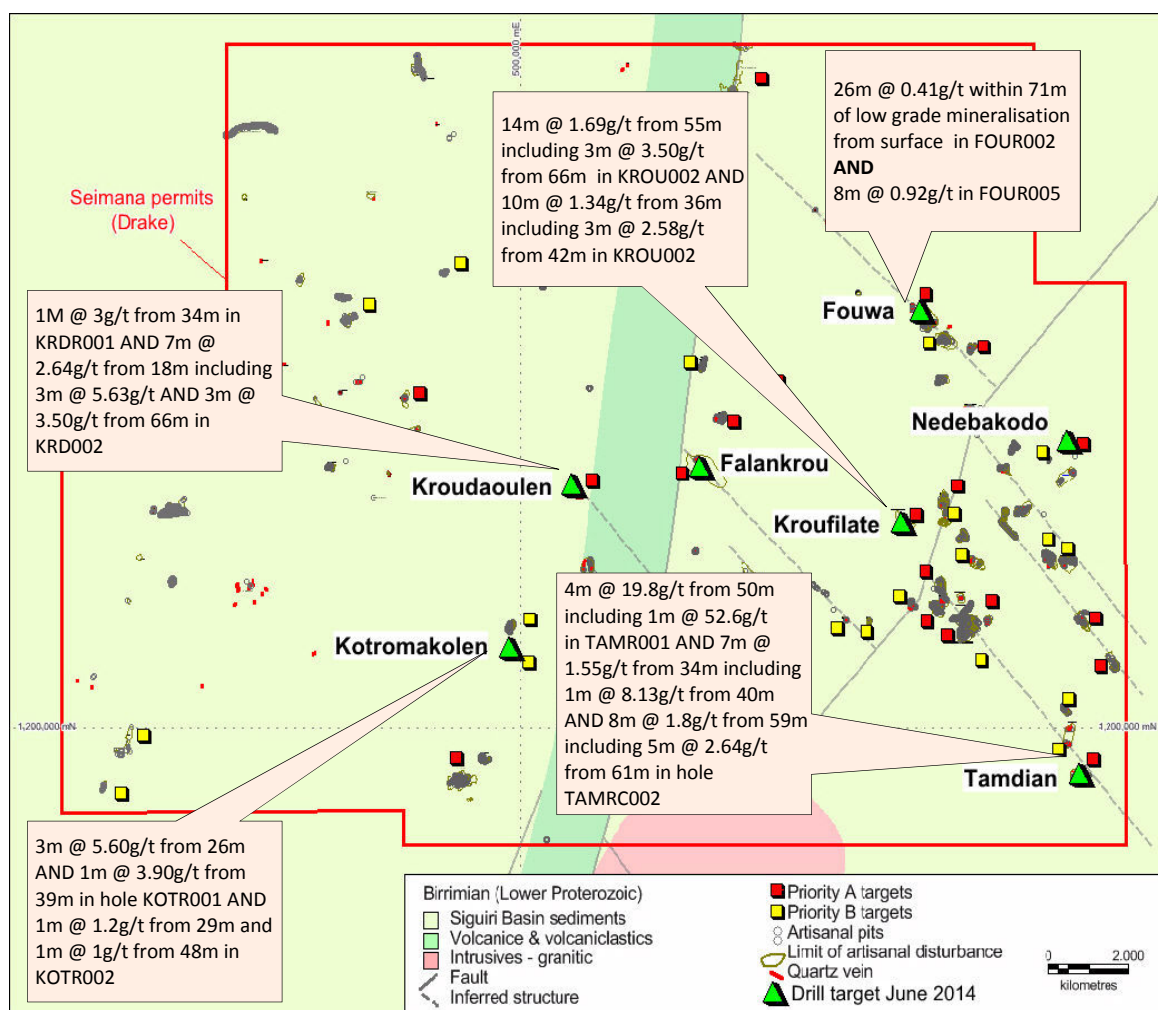 500,000 mE
26m @ 0.41g/t within 71m
of low grade mineralisation
from surface in FOUR002
AND
8m @ 0.92g/t in FOUR005
14m @ 1.69g/t from 55m
including 3m @ 3.50g/t
from 66m in KROU002 AND
10m @ 1.34g/t from 36m
including 3m @ 2.58g/t
from 42m in KROU002
Seimana permits
(Drake)
1M @ 3g/t from 34m in
KRDR001 AND 7m @
2.64g/t from 18m including
3m @ 5.63g/t AND 3m @
3.50g/t from 66m in
KRD002
Fouwa
Nedebakodo
Falankrou
Kroudaoulen
Kroufilate
4m @ 19.8g/t from 50m
including 1m @ 52.6g/t
in TAMR001 AND 7m @
1.55g/t from 34m including
1m @ 8.13g/t from 40m
AND 8m @ 1.8g/t from 59m
including 5m @ 2.64g/t
from 61m in hole
TAMRC002
Kotromakolen
1,200,000 mN
1,200,000 mN
Tamdian
3m @ 5.60g/t from 26m
AND 1m @ 3.90g/t from
39m in hole KOTR001 AND
1m @ 1.2g/t from 29m and
1m @ 1g/t from 48m in
KOTR002
Birrimian (Lower Proterozoic)
Siguiri Basin sediments
Volcanice & volcaniclastics
Intrusives - granitic
Fault
Inferred structure
Priority A targets
Priority B targets
Artisanal pits
Limit of artisanal disturbance
Quartz vein
Drill target June 2014
0 2.000
kilometres